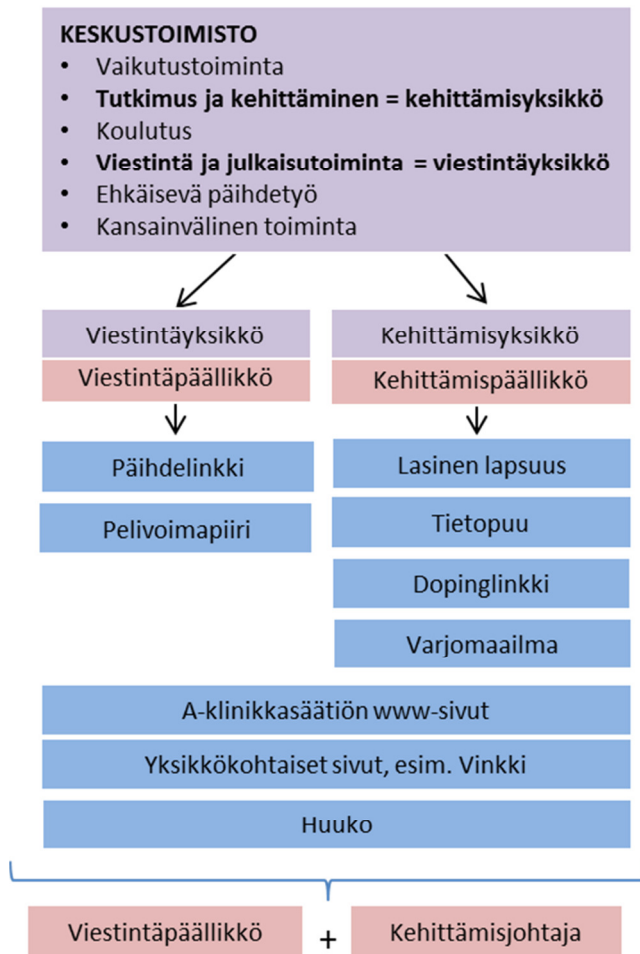 KESKUSTOIMISTO
• Vaikutustoiminta
• Tutkimus ja kehittäminen = kehittämisyksikkö
• Koulutus
• Viestintä ja julkaisutoiminta = viestintäyksikkö
• Ehkäisevä päihdetyö
• Kansainvälinen toiminta
Viestintäyksikkö
Viestintäpäällikkö
Kehittämisyksikkö
Kehittämispäällikkö
Päihdelinkki
Pelivoimapiiri
Lasinen lapsuus
Tietopuu
Dopinglinkki
Varjomaailma
A-klinikkasäätiön www-sivut
Yksikkökohtaiset sivut, esim. Vinkki
Huuko
Viestintäpäällikkö + Kehittämisjohtaja